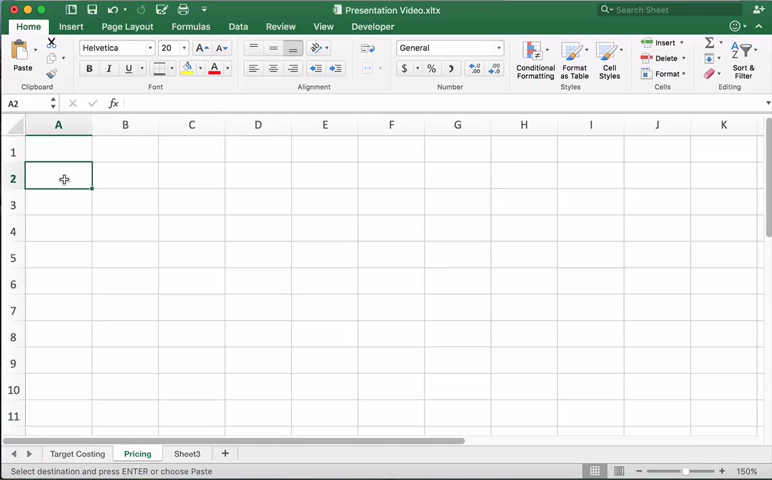 Presentation Video.xltx
Search Sheet
Home Insert Page Layout Formulas Data Review View Developer
Paste
Helvetica 20
B I U
General
$ %
Conditional Formatting
Format as Table
Cell Styles
Insert
Delete
Format
Sort & Filter
Clipboard Font Alignment Number Styles Cells Editing
A2 fx
A B C D E F G H I J K
1
2
3
4
5
6
7
8
9
10
11
Target Costing Pricing Sheet3 +
Select destination and press ENTER or choose Paste 150%